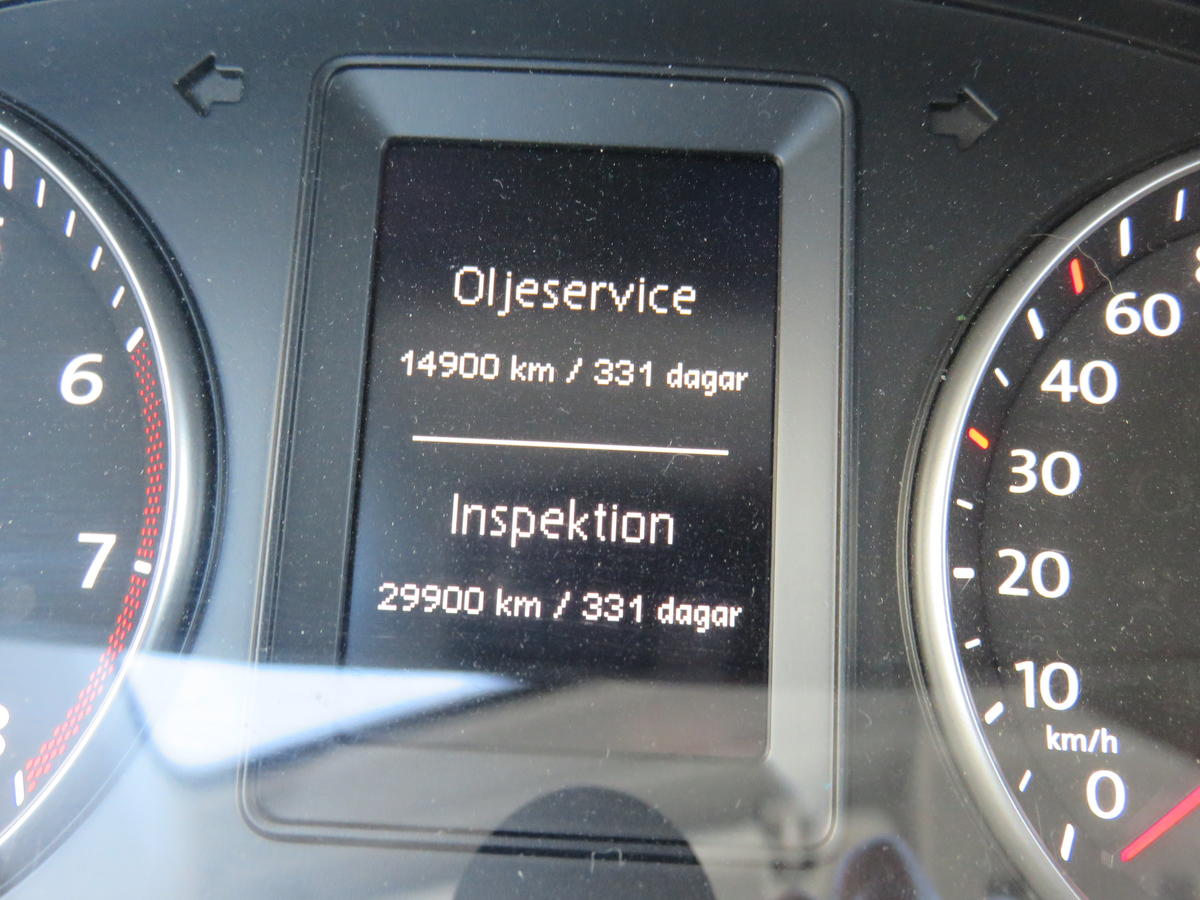 Oljeservice
14900 km / 331 dagar
Inspektion
29900 km / 331 dagar
6
7
60
40
30
20
10
km/h
0